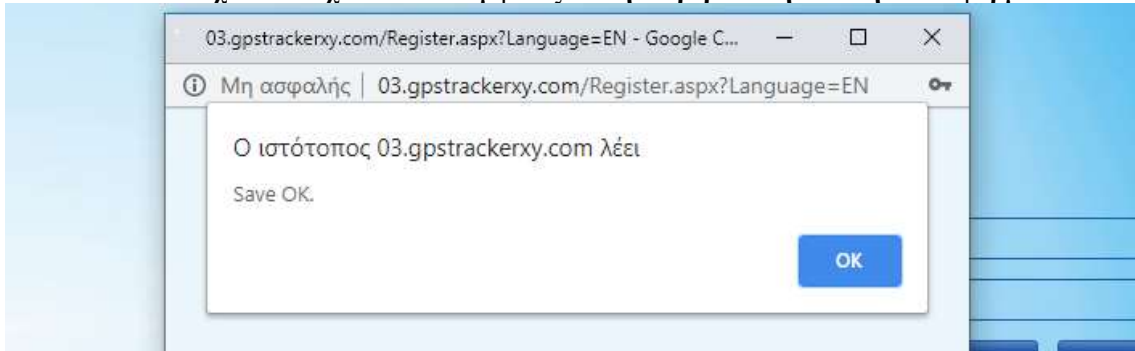 03.gpstrackerxy.com/Register.aspx?Language=EN - Google C...
Μη ασφαλής | 03.gpstrackerxy.com/Register.aspx?Language=EN
Ο ιστότοπος 03.gpstrackerxy.com λέει
Save OK.
OK